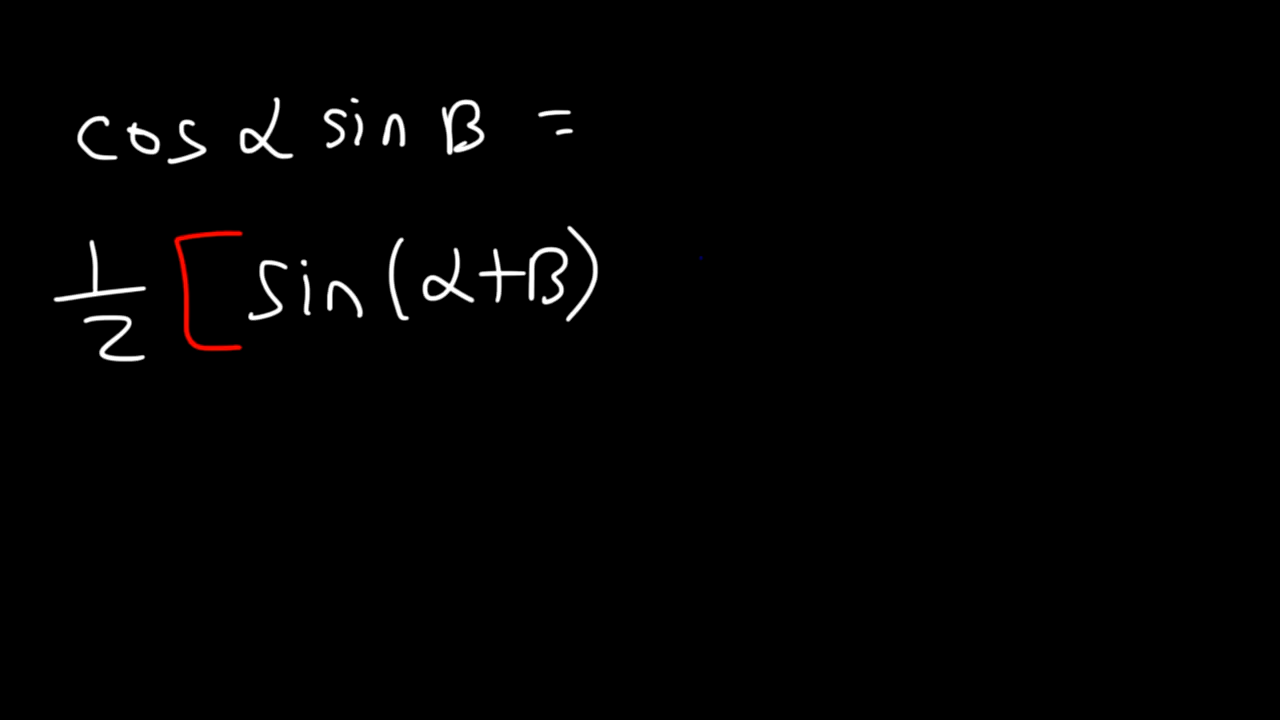 cos α sin β =
1/2 [ sin(α+β)